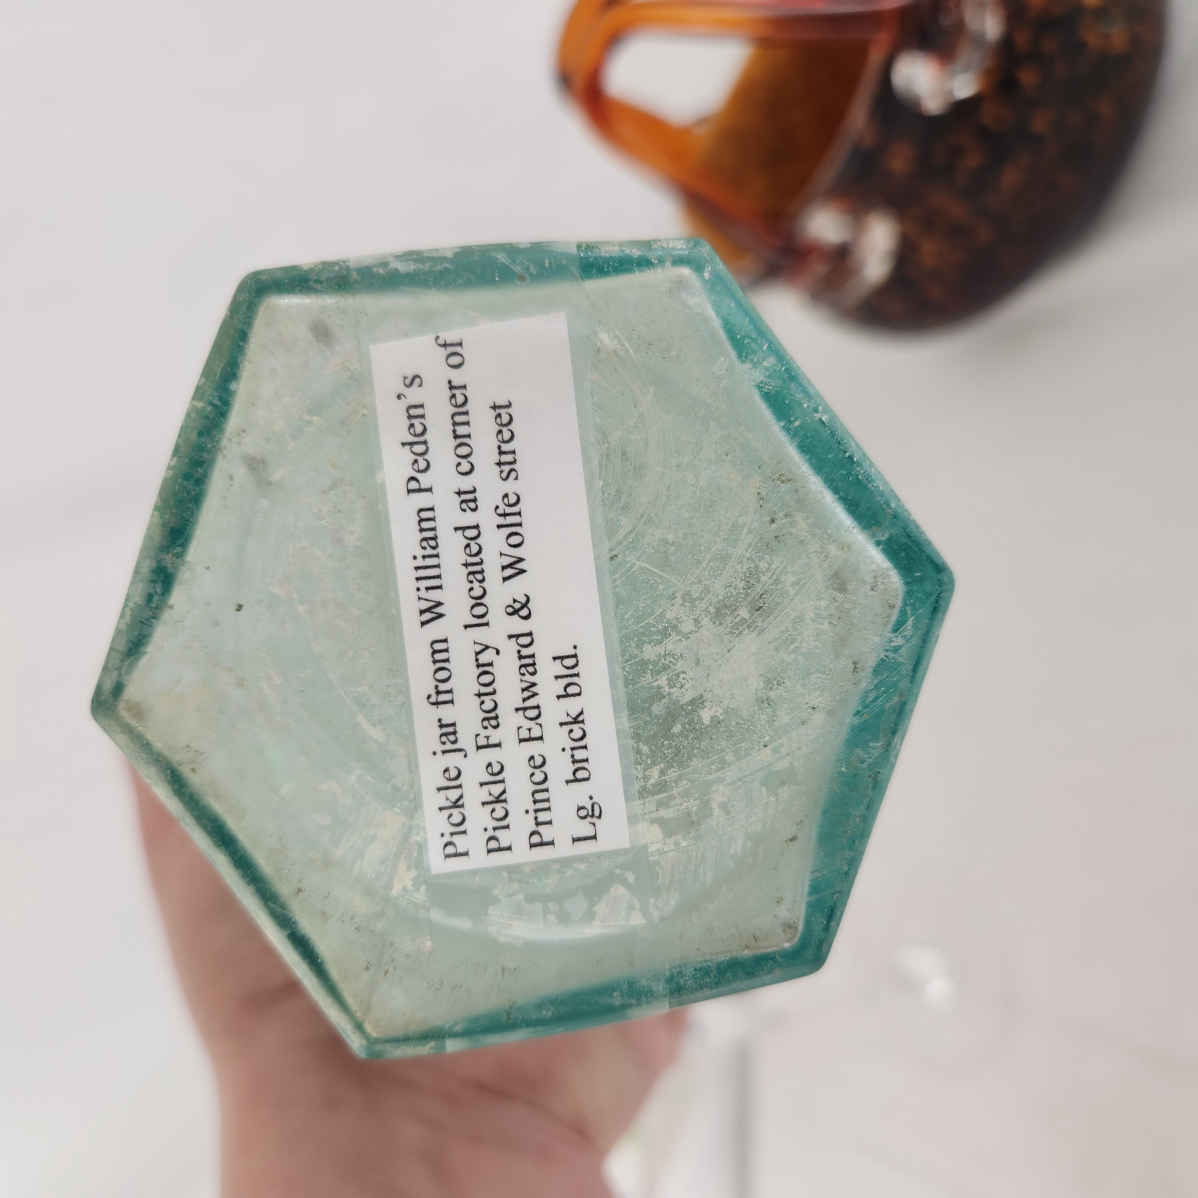 Pickle jar from William Peden's
Pickle Factory located at corner of
Prince Edward & Wolfe street
Lg. brick bld.